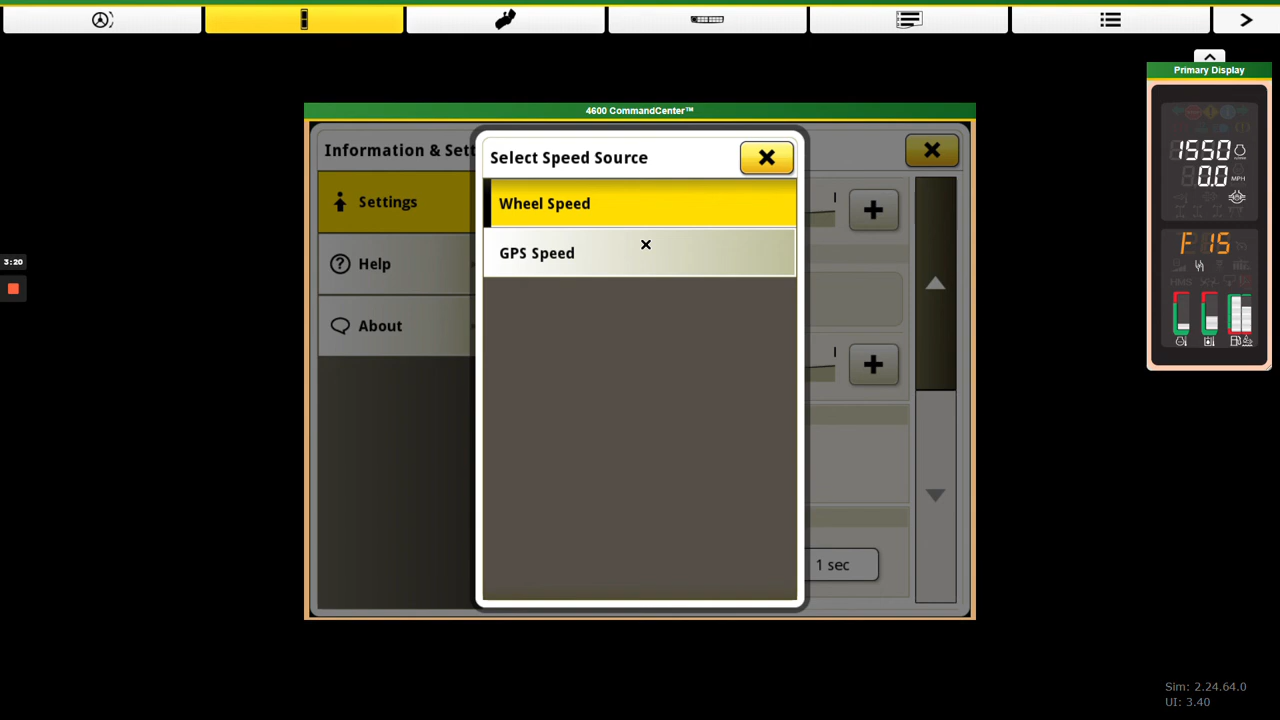 Primary Display
4600 CommandCenter™
Information & Sett
Select Speed Source
1550
0.0 MPH
Settings
Wheel Speed
F 15
GPS Speed
3:20
Help
HMS
About
1 sec
Sim: 2.24.64.0
UI: 3.40